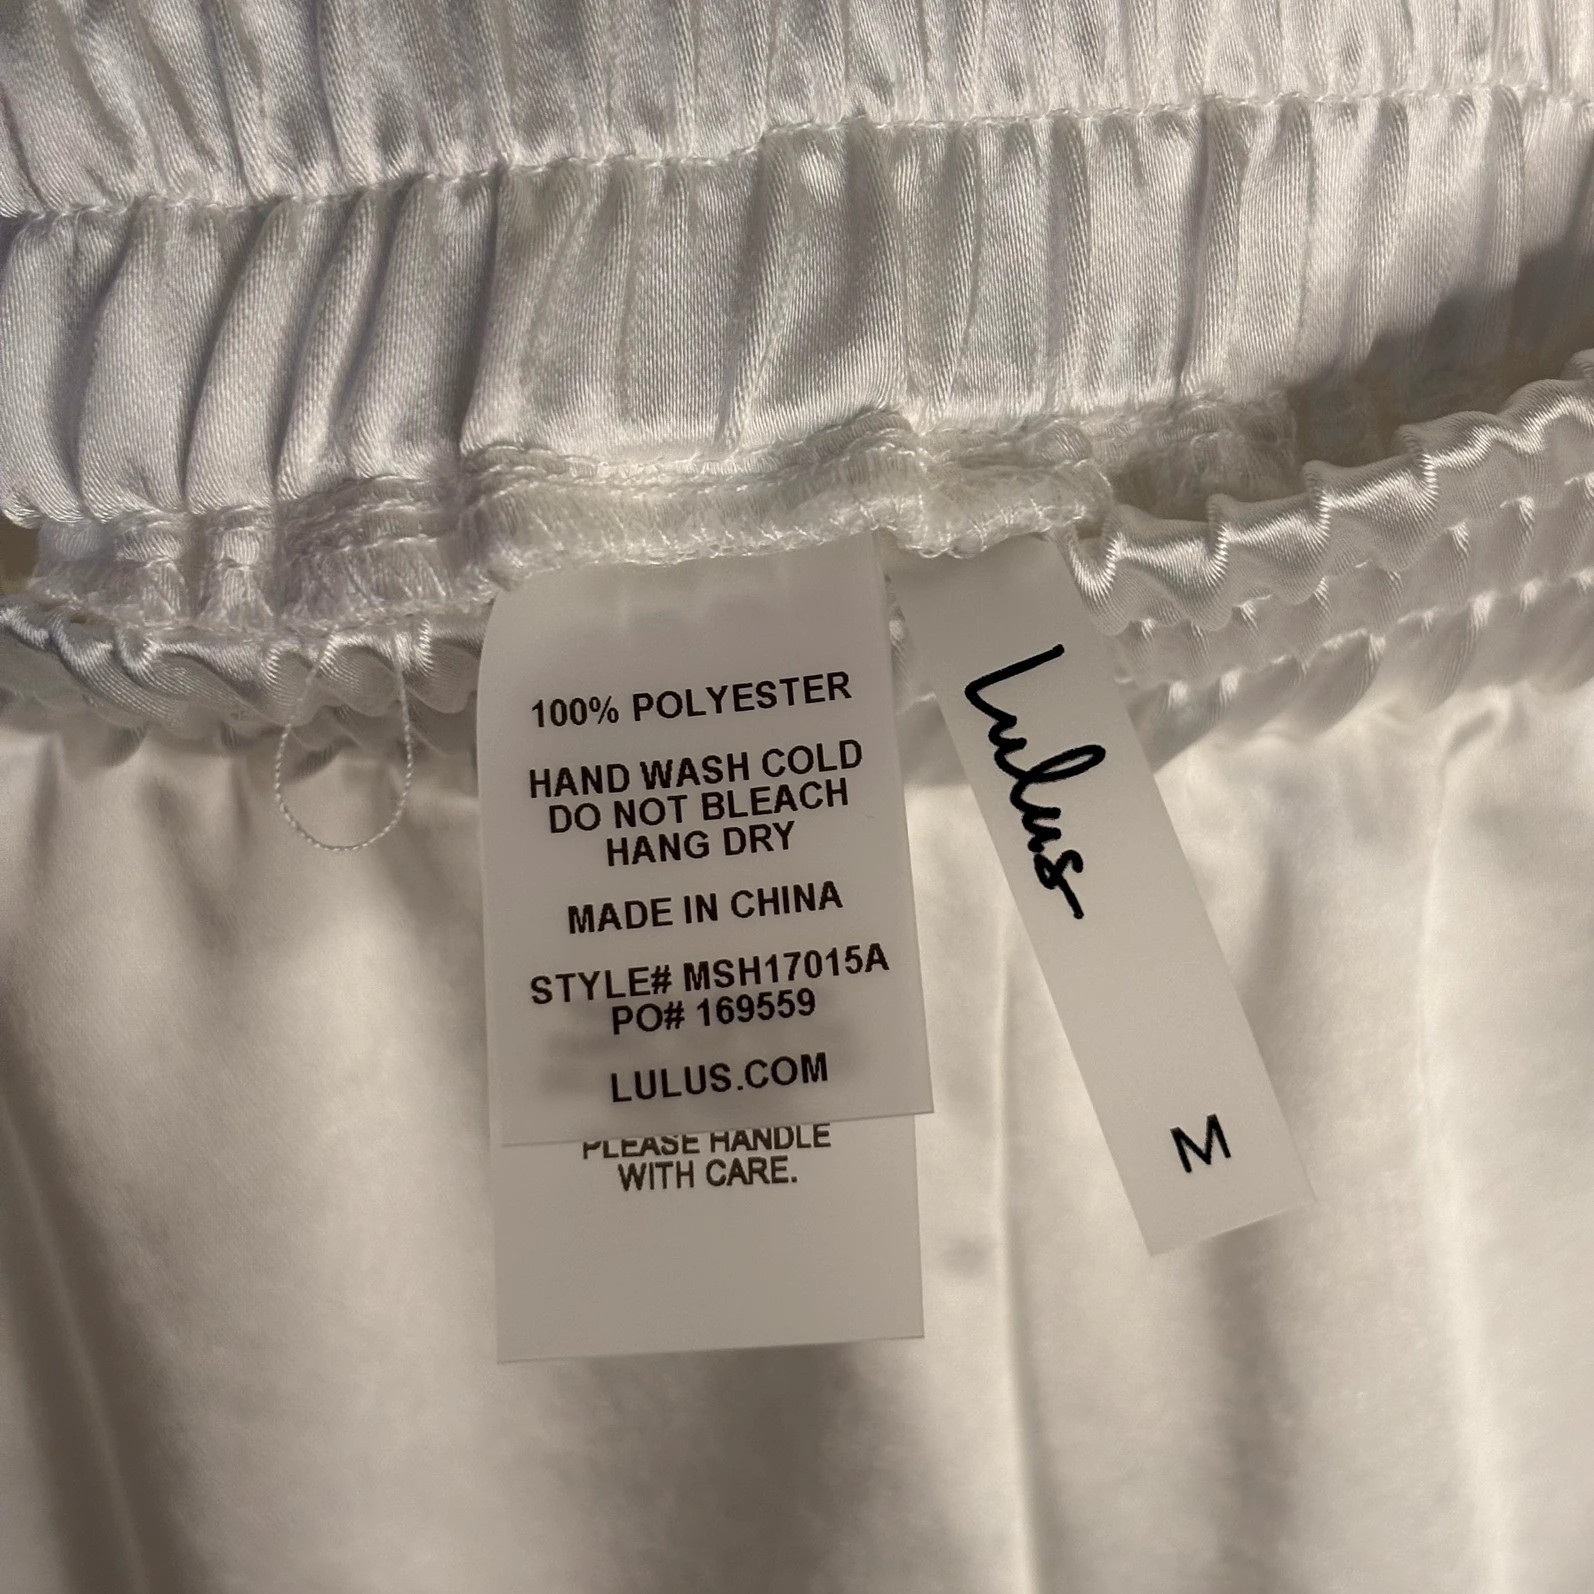 100% POLYESTER
HAND WASH COLD
DO NOT BLEACH
HANG DRY
MADE IN CHINA
STYLE# MSH17015A
PO# 169559
LULUS.COM
PLEASE HANDLE
WITH CARE.
Lulus
M